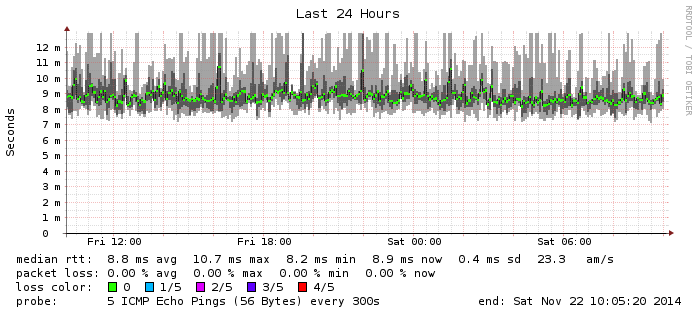 Last 24 Hours
RRDTOOL / TOBI OETIKER
Seconds
12 m
11 m
10 m
9 m
8 m
7 m
6 m
5 m
4 m
3 m
2 m
1 m
0
Fri 12:00 Fri 18:00 Sat 00:00 Sat 06:00
median rtt: 8.8 ms avg 10.7 ms max 8.2 ms min 8.9 ms now 0.4 ms sd 23.3 am/s
packet loss: 0.00 % avg 0.00 % max 0.00 % min 0.00 % now
loss color: 0 1/5 2/5 3/5 4/5
probe: 5 ICMP Echo Pings (56 Bytes) every 300s end: Sat Nov 22 10:05:20 2014